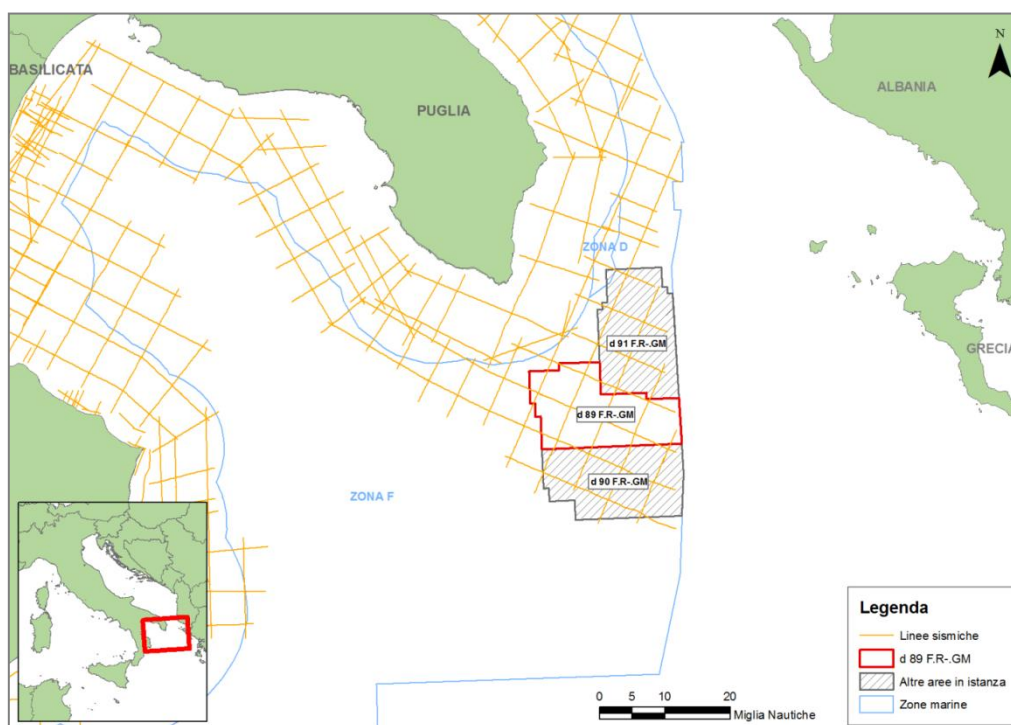 N
BASILICATA
PUGLIA
ALBANIA
ZONA D
d 91 F.R-.GM
GRECIA
d 89 F.R-.GM
d 90 F.R-.GM
ZONA F
Legenda
Linee sismiche
d 89 F.R-.GM
Altre aree in istanza
Zone marine
0 5 10 20
Miglia Nautiche